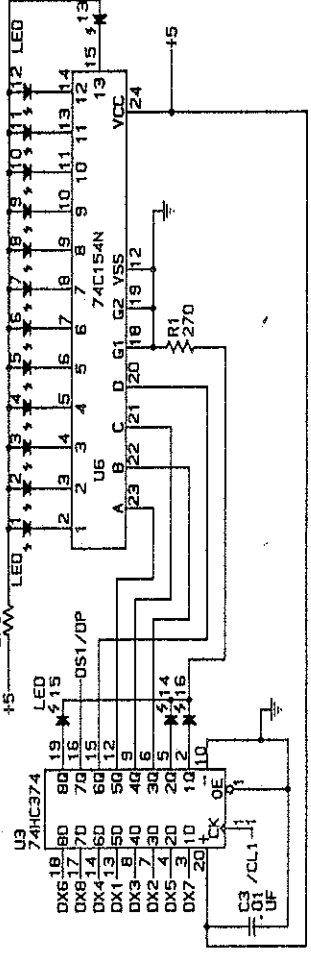 LED 1 2 3 4 5 6 7 8 9 10 11 12 LED
13
15
2 3 4 5 6 7 8 9 10 11 13 14
1 2 3 4 5 6 7 8 9 10 11 12 13
U6 74C154N
A B C D G1 G2 VSS VCC
23 22 21 20 18 19 12 24
+5
R1
270
+5
LED
15
DS1/DP
14
16
U3
74HC374
DX6 18 8D 8Q 19
DX8 17 7D 7Q 16
DX4 14 6D 6Q 15
DX1 13 5D 5Q 12
DX3 8 4D 4Q 9
DX2 7 3D 3Q 6
DX5 4 2D 2Q 5
DX7 3 1D 1Q 2
20 + - 10
CK OE
1
/CL1
C3
.01
UF